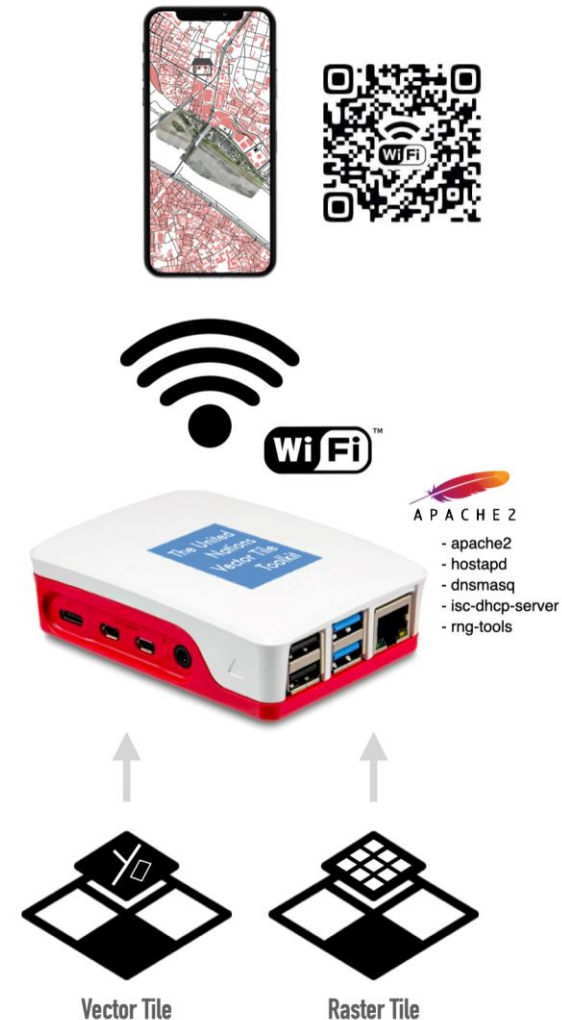 WiFi
WiFi™
The United
Nations
Vector Tile
Toolkit
APACHE2
- apache2
- hostapd
- dnsmasq
- isc-dhcp-server
- rng-tools
Vector Tile
Raster Tile